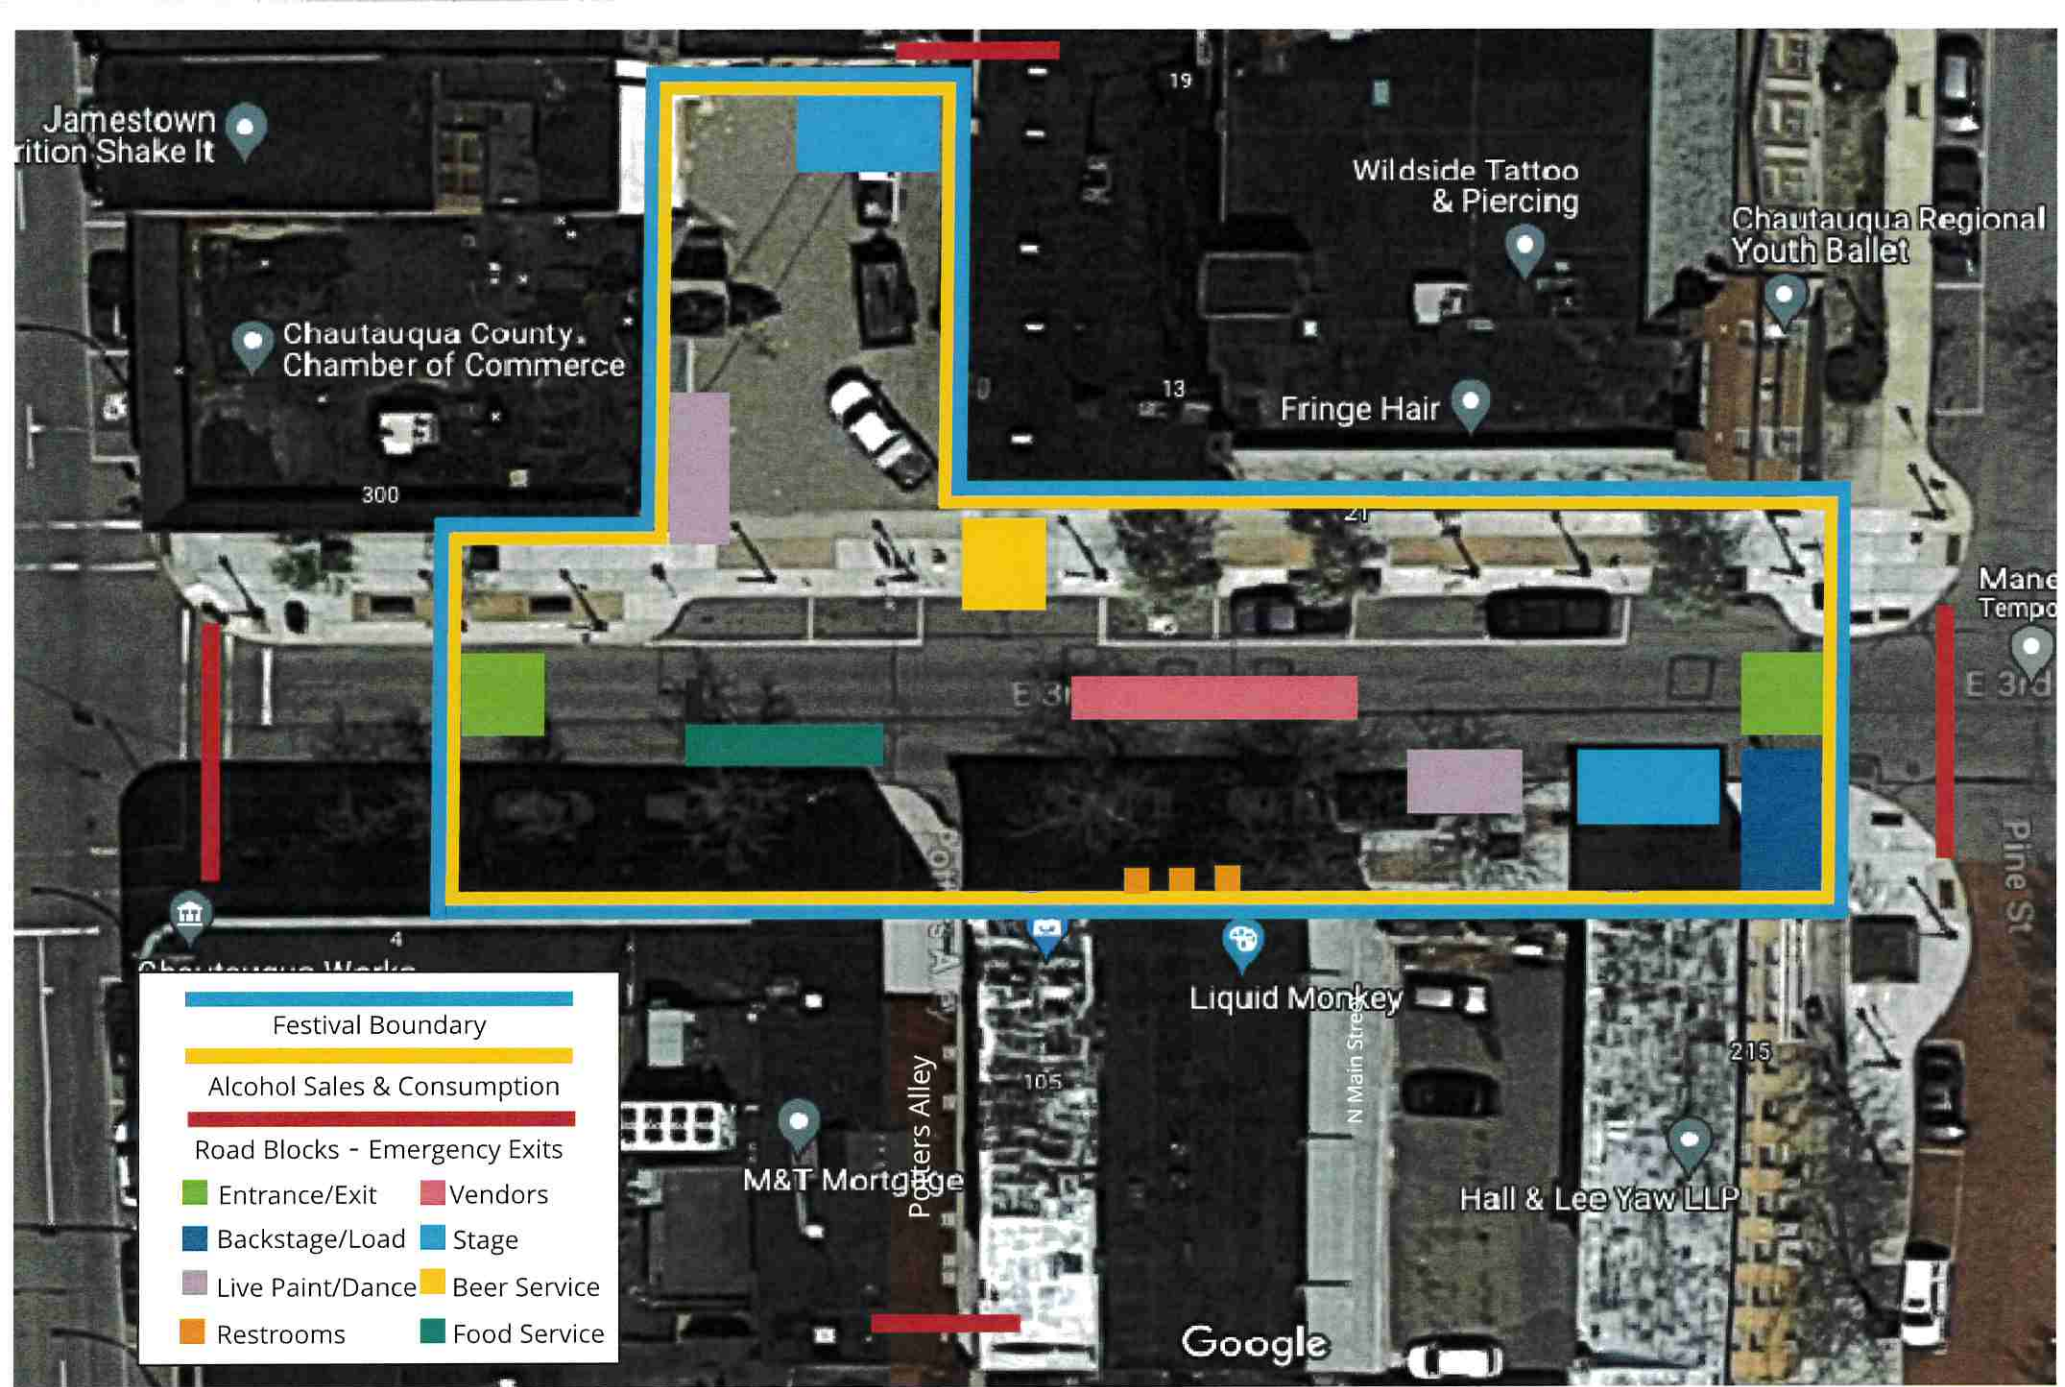 Jamestown
rition Shake It
19
Wildside Tattoo
& Piercing
Chautauqua Regional
Youth Ballet
Chautauqua County
Chamber of Commerce
13
Fringe Hair
300
21
Mane
Tempo
E 3r
E 3rd
Pine St
4
Chautauqua Works
Liquid Monkey
N Main Street
105
215
Potters Alley
M&T Mortgage
Hall & Lee Yaw LLP
Google
Festival Boundary
Alcohol Sales & Consumption
Road Blocks - Emergency Exits
Entrance/Exit
Vendors
Backstage/Load
Stage
Live Paint/Dance
Beer Service
Restrooms
Food Service